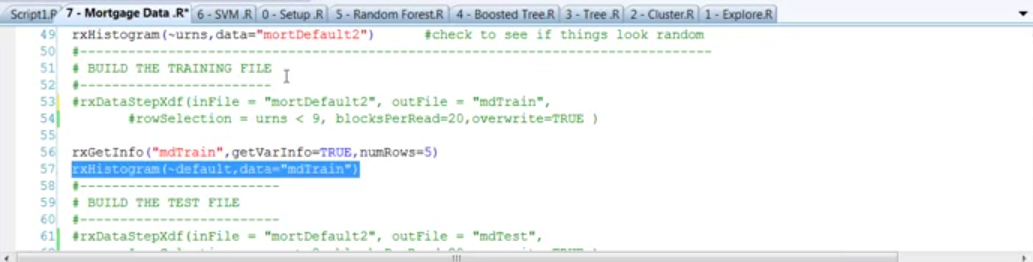 Script1.R 7 - Mortgage Data .R* 6 - SVM .R 0 - Setup .R 5 - Random Forest.R 4 - Boosted Tree.R 3 - Tree .R 2 - Cluster.R 1 - Explore.R
49 rxHistogram(~urns,data="mortDefault2") #check to see if things look random
50 #-----------------------------------------------------------------------------
51 # BUILD THE TRAINING FILE
52 #-----------------------
53 #rxDataStepXdf(inFile = "mortDefault2", outFile = "mdTrain",
54 #rowSelection = urns < 9, blocksPerRead=20,overwrite=TRUE )
55
56 rxGetInfo("mdTrain",getVarInfo=TRUE,numRows=5)
57 rxHistogram(~default,data="mdTrain")
58 #------------------------
59 # BUILD THE TEST FILE
60 #------------------------
61 #rxDataStepXdf(inFile = "mortDefault2", outFile = "mdTest",